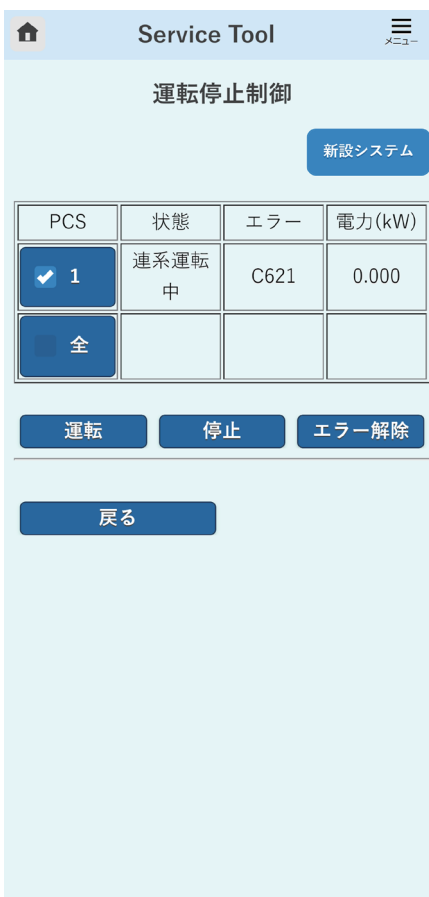 Service Tool
メニュー
運転停止制御
新設システム
PCS 状態 エラー 電力(kW)
1 連系運転中 C621 0.000
全
運転 停止 エラー解除
戻る